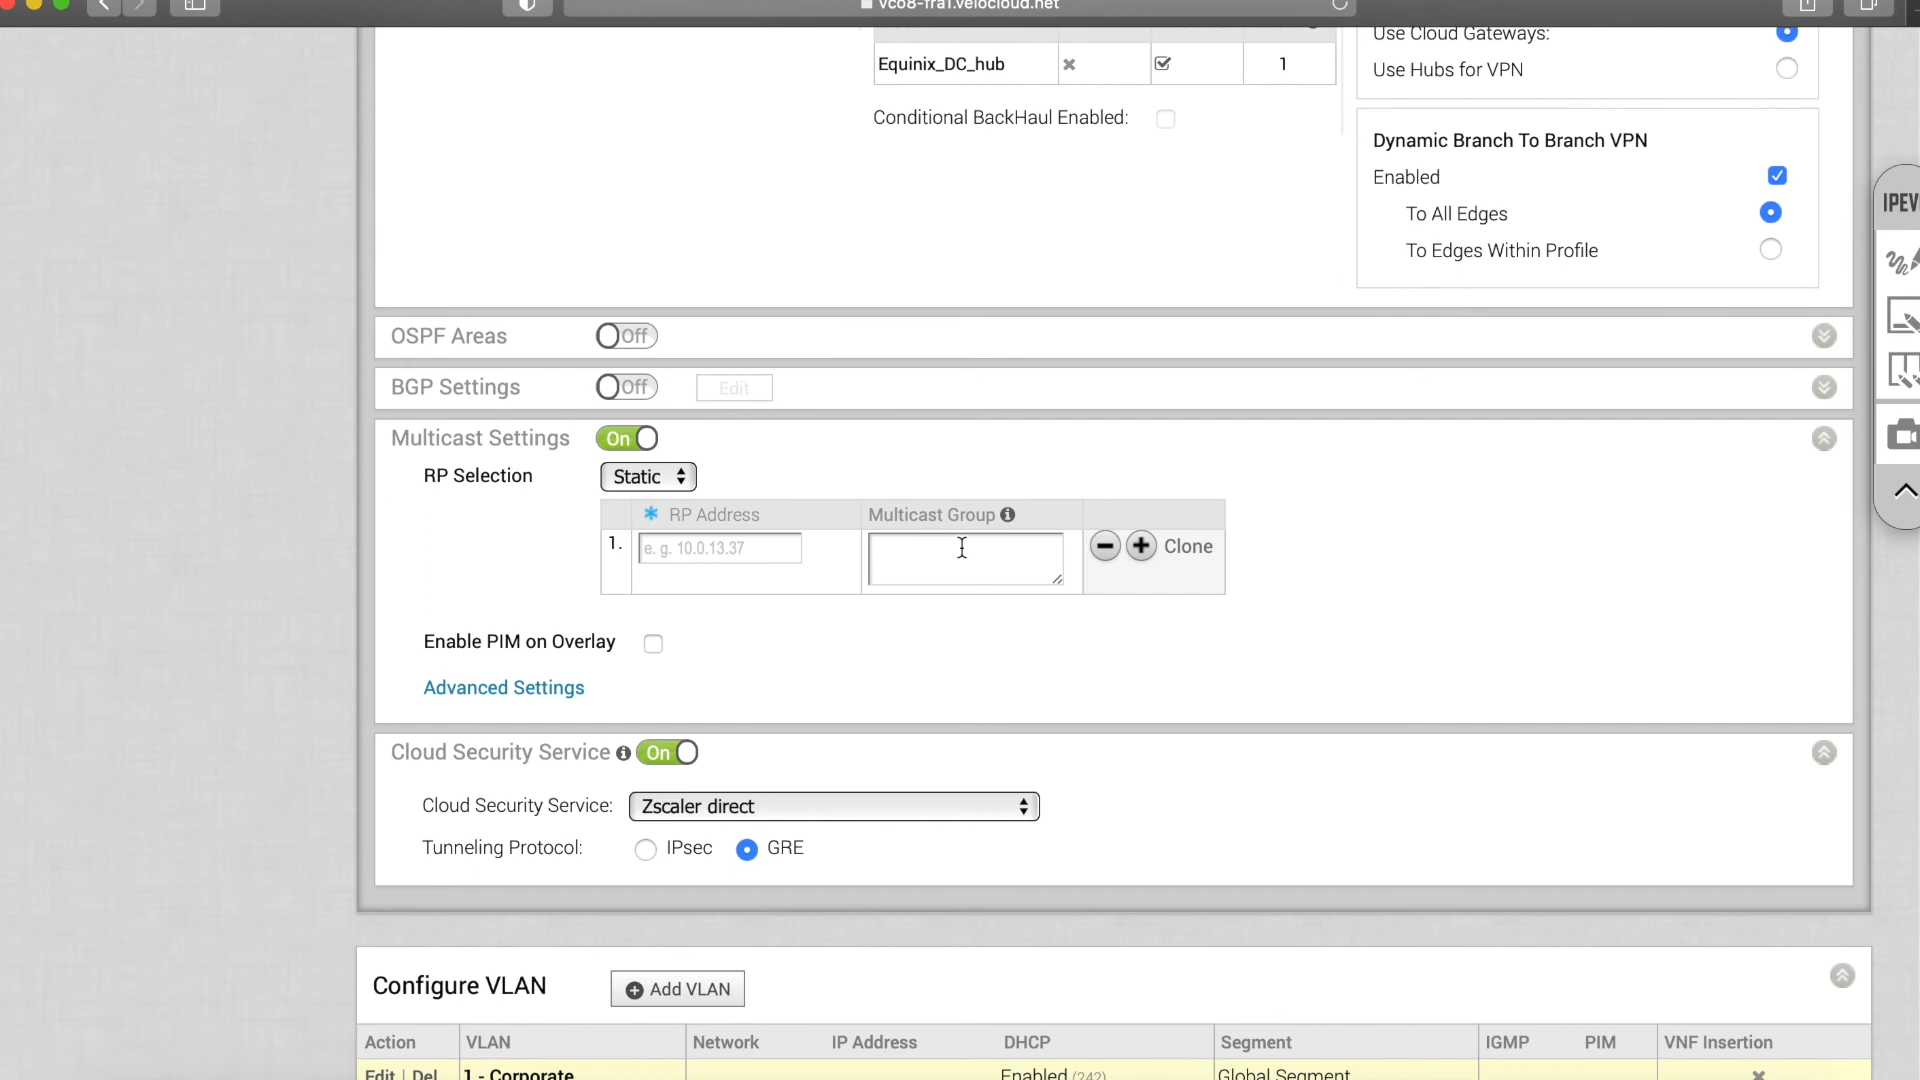 vco8-fra1.velocloud.net
Use Cloud Gateways:
Equinix_DC_hub 1
Use Hubs for VPN
Conditional BackHaul Enabled:
Dynamic Branch To Branch VPN
Enabled
To All Edges
To Edges Within Profile
IPEV
OSPF Areas Off
BGP Settings Off Edit
Multicast Settings On
RP Selection Static
RP Address Multicast Group
1. e. g. 10.0.13.37 Clone
Enable PIM on Overlay
Advanced Settings
Cloud Security Service On
Cloud Security Service: Zscaler direct
Tunneling Protocol: IPsec GRE
Configure VLAN Add VLAN
Action VLAN Network IP Address DHCP Segment IGMP PIM VNF Insertion
Edit | Del 1 - Corporate Enabled (242) Global Segment